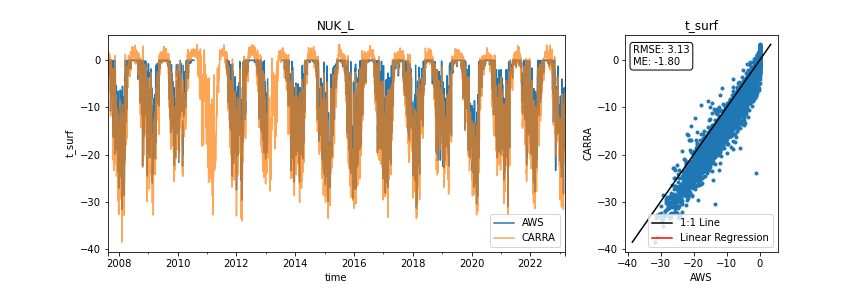 NUK_L
t_surf
0
−10
−20
−30
−40
2008
2010
2012
2014
2016
2018
2020
2022
time
t_surf
AWS
CARRA
t_surf
RMSE: 3.13
ME: -1.80
0
−10
−20
−30
−40
−40
−30
−20
−10
0
AWS
CARRA
1:1 Line
Linear Regression